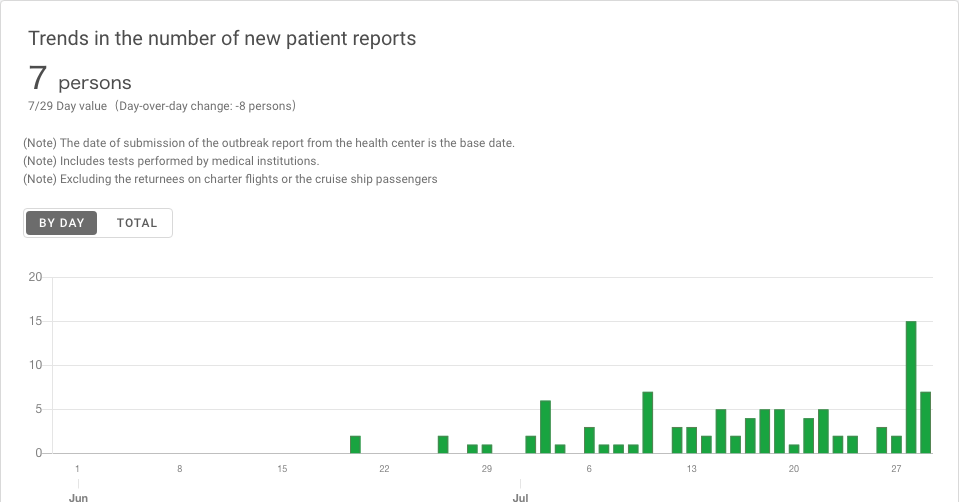 Trends in the number of new patient reports
7 persons
7/29 Day value（Day-over-day change: -8 persons）
(Note) The date of submission of the outbreak report from the health center is the base date.
(Note) Includes tests performed by medical institutions.
(Note) Excluding the returnees on charter flights or the cruise ship passengers
BY DAY TOTAL
20
15
10
5
0
1 8 15 22 29 6 13 20 27
Jun Jul